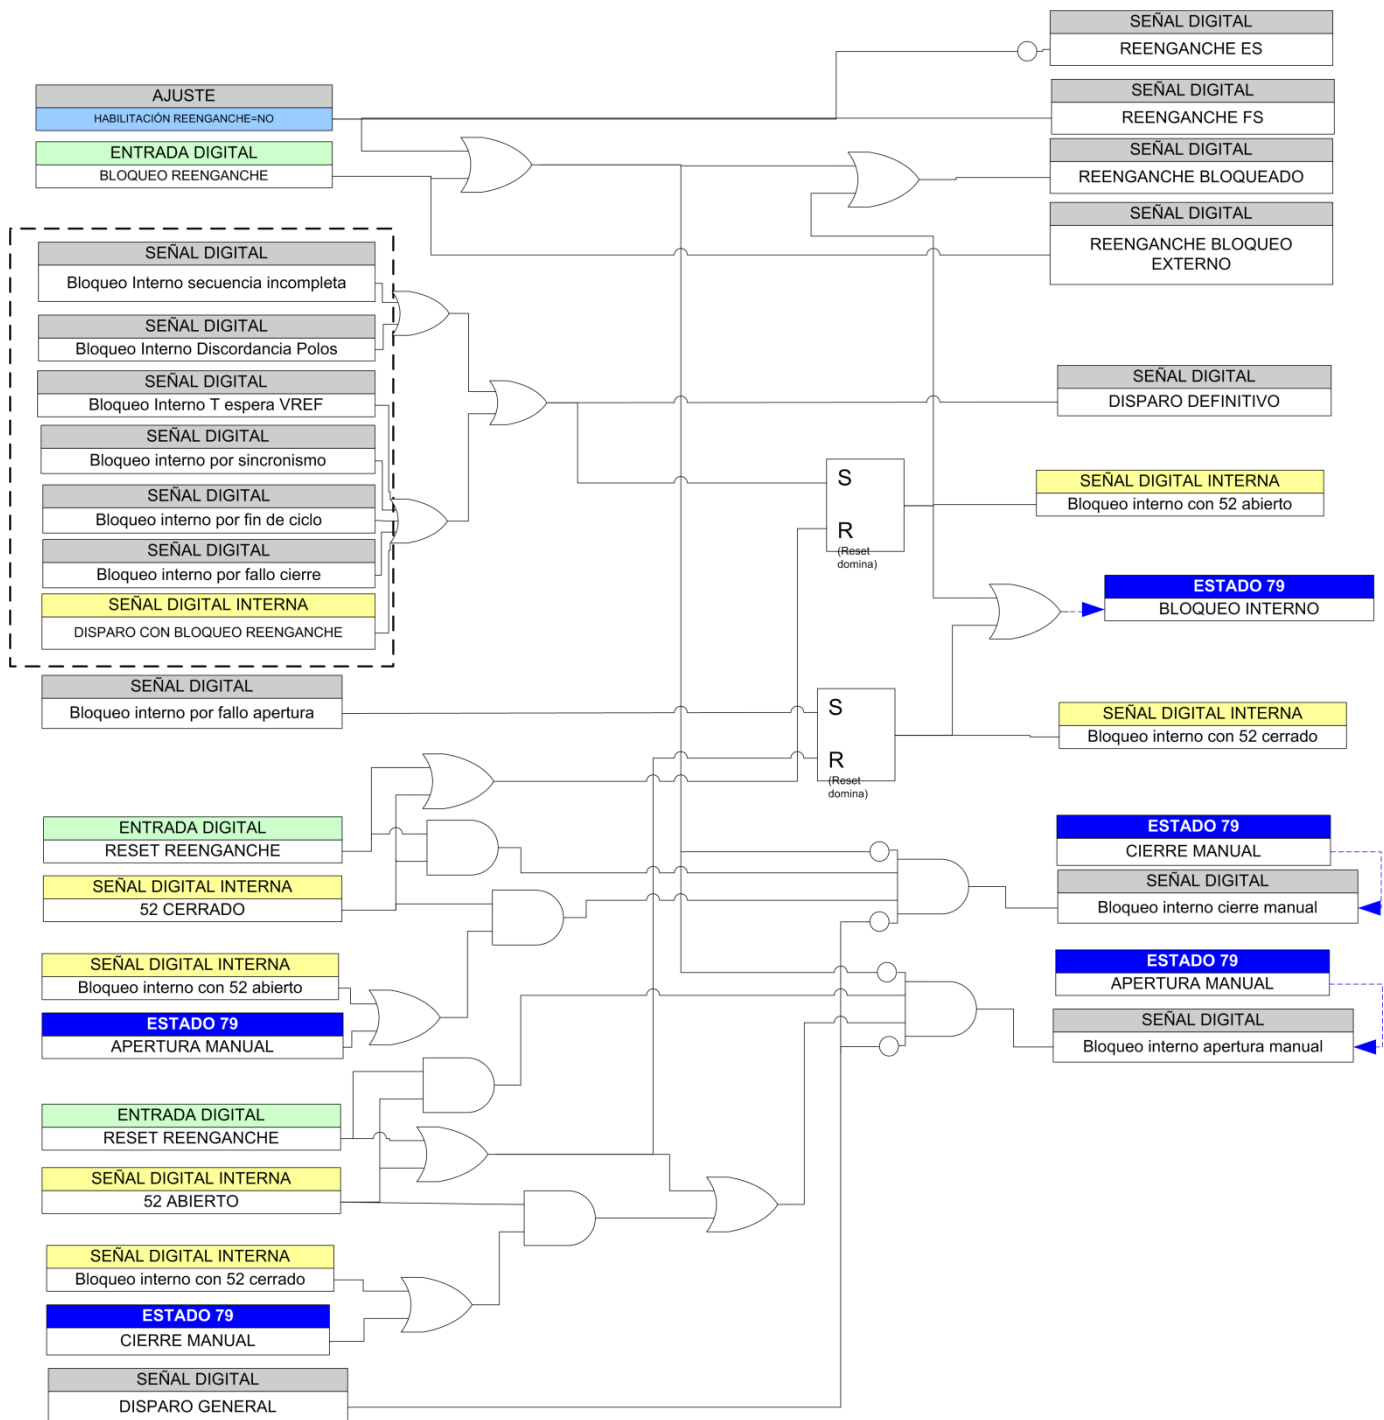 SEÑAL DIGITAL
REENGANCHE ES
AJUSTE
HABILITACIÓN REENGANCHE=NO
SEÑAL DIGITAL
REENGANCHE FS
ENTRADA DIGITAL
BLOQUEO REENGANCHE
SEÑAL DIGITAL
REENGANCHE BLOQUEADO
SEÑAL DIGITAL
REENGANCHE BLOQUEO
EXTERNO
SEÑAL DIGITAL
Bloqueo Interno secuencia incompleta
SEÑAL DIGITAL
Bloqueo Interno Discordancia Polos
SEÑAL DIGITAL
Bloqueo Interno T espera VREF
SEÑAL DIGITAL
DISPARO DEFINITIVO
SEÑAL DIGITAL
Bloqueo interno por sincronismo
SEÑAL DIGITAL
Bloqueo interno por fin de ciclo
SEÑAL DIGITAL
Bloqueo interno por fallo cierre
SEÑAL DIGITAL INTERNA
DISPARO CON BLOQUEO REENGANCHE
S
R
(Reset
domina)
SEÑAL DIGITAL INTERNA
Bloqueo interno con 52 abierto
ESTADO 79
BLOQUEO INTERNO
SEÑAL DIGITAL
Bloqueo interno por fallo apertura
S
R
(Reset
domina)
SEÑAL DIGITAL INTERNA
Bloqueo interno con 52 cerrado
ENTRADA DIGITAL
RESET REENGANCHE
SEÑAL DIGITAL INTERNA
52 CERRADO
ESTADO 79
CIERRE MANUAL
SEÑAL DIGITAL
Bloqueo interno cierre manual
SEÑAL DIGITAL INTERNA
Bloqueo interno con 52 abierto
ESTADO 79
APERTURA MANUAL
ESTADO 79
APERTURA MANUAL
SEÑAL DIGITAL
Bloqueo interno apertura manual
ENTRADA DIGITAL
RESET REENGANCHE
SEÑAL DIGITAL INTERNA
52 ABIERTO
SEÑAL DIGITAL INTERNA
Bloqueo interno con 52 cerrado
ESTADO 79
CIERRE MANUAL
SEÑAL DIGITAL
DISPARO GENERAL